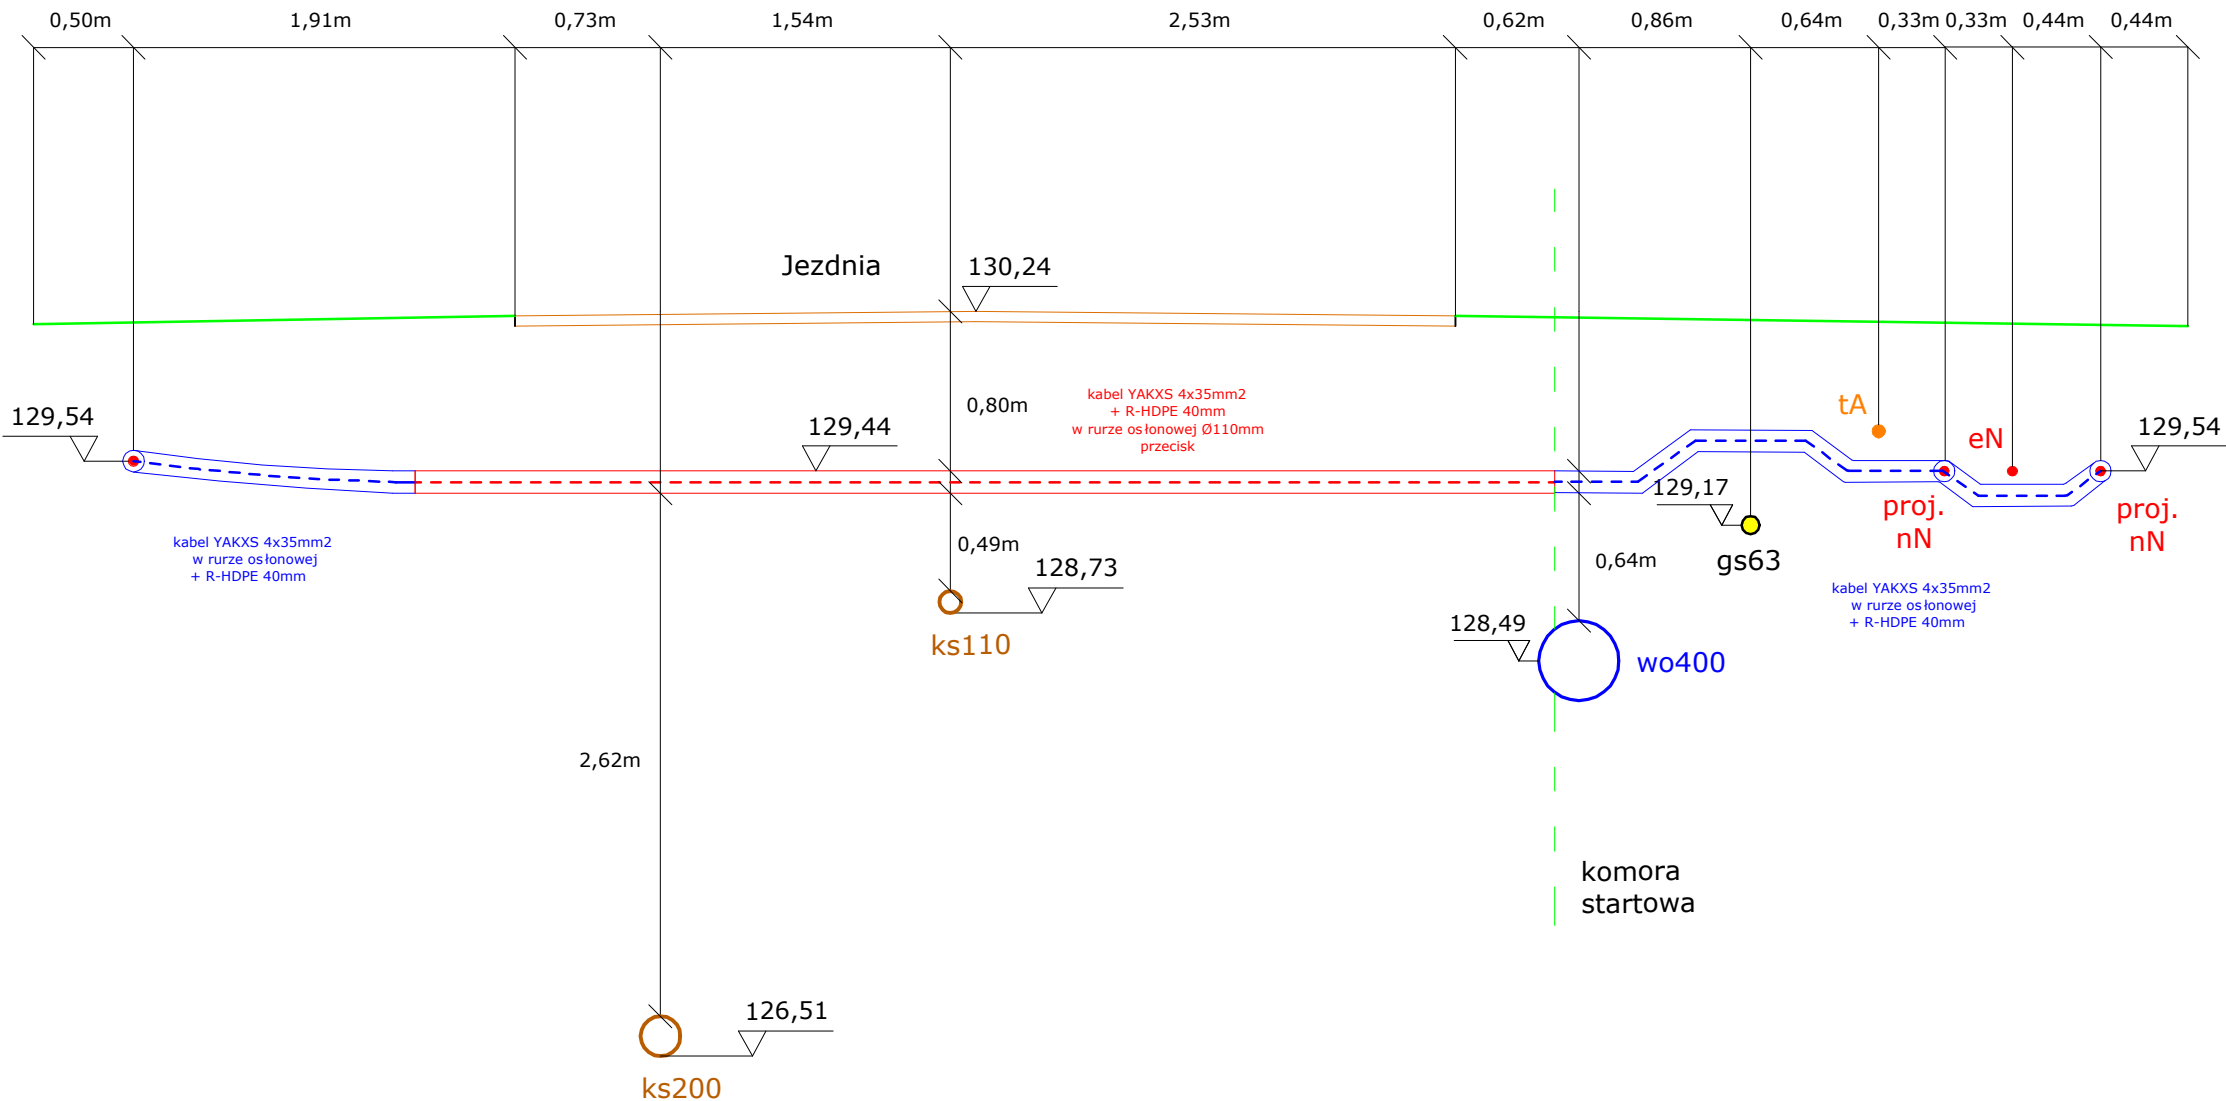 0,50m 1,91m 0,73m 1,54m 2,53m 0,62m 0,86m 0,64m 0,33m 0,33m 0,44m 0,44m
Jezdnia
130,24
129,54
129,44
0,80m
kabel YAKXS 4x35mm2
+ R-HDPE 40mm
w rurze osłonowej Ø110mm
przecisk
tA
eN
129,54
129,17
proj.
nN
proj.
nN
kabel YAKXS 4x35mm2
w rurze osłonowej
+ R-HDPE 40mm
0,49m
128,73
0,64m
gs63
kabel YAKXS 4x35mm2
w rurze osłonowej
+ R-HDPE 40mm
ks110
128,49
wo400
2,62m
komora
startowa
126,51
ks200